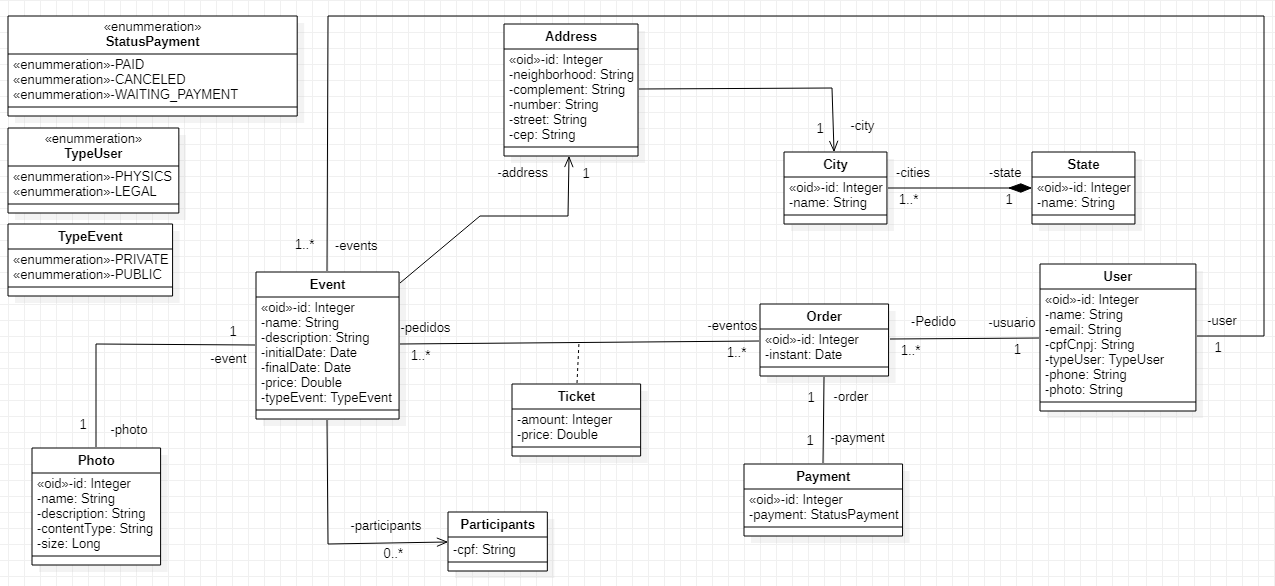 «enummeration»
StatusPayment
«enummeration»-PAID
«enummeration»-CANCELED
«enummeration»-WAITING_PAYMENT
«enummeration»
TypeUser
«enummeration»-PHYSICS
«enummeration»-LEGAL
TypeEvent
«enummeration»-PRIVATE
«enummeration»-PUBLIC
Address
«oid»-id: Integer
-neighborhood: String
-complement: String
-number: String
-street: String
-cep: String
-address
1
1
-city
City
«oid»-id: Integer
-name: String
-cities
1..*
-state
1
State
«oid»-id: Integer
-name: String
1..*
-events
Event
«oid»-id: Integer
-name: String
-description: String
-initialDate: Date
-finalDate: Date
-price: Double
-typeEvent: TypeEvent
-pedidos
1..*
-eventos
1..*
Order
«oid»-id: Integer
-instant: Date
-Pedido
1..*
-usuario
1
User
«oid»-id: Integer
-name: String
-email: String
-cpfCnpj: String
-typeUser: TypeUser
-phone: String
-photo: String
-user
1
1
-event
1
-photo
Photo
«oid»-id: Integer
-name: String
-description: String
-contentType: String
-size: Long
Ticket
-amount: Integer
-price: Double
1
-order
1
-payment
Payment
«oid»-id: Integer
-payment: StatusPayment
-participants
0..*
Participants
-cpf: String